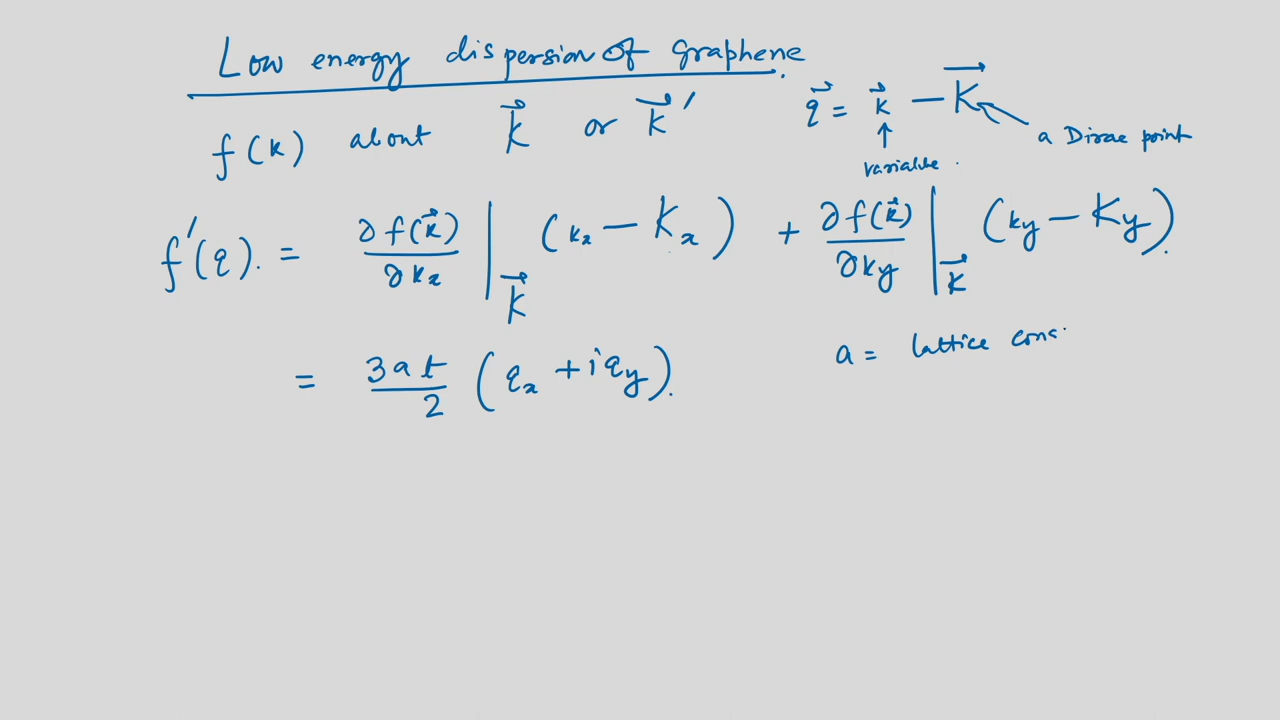 Low energy dispersion of graphene
f(k) about K⃗ or K⃗′
q⃗ = k⃗ − K⃗
a Dirac point
↑
variable.
f′(q). = ∂f(k⃗)/∂kx |K⃗ (kx − Kx) + ∂f(k⃗)/∂ky |K⃗ (ky − Ky).
= 3at/2 (qx + iqy).
a = lattice cons